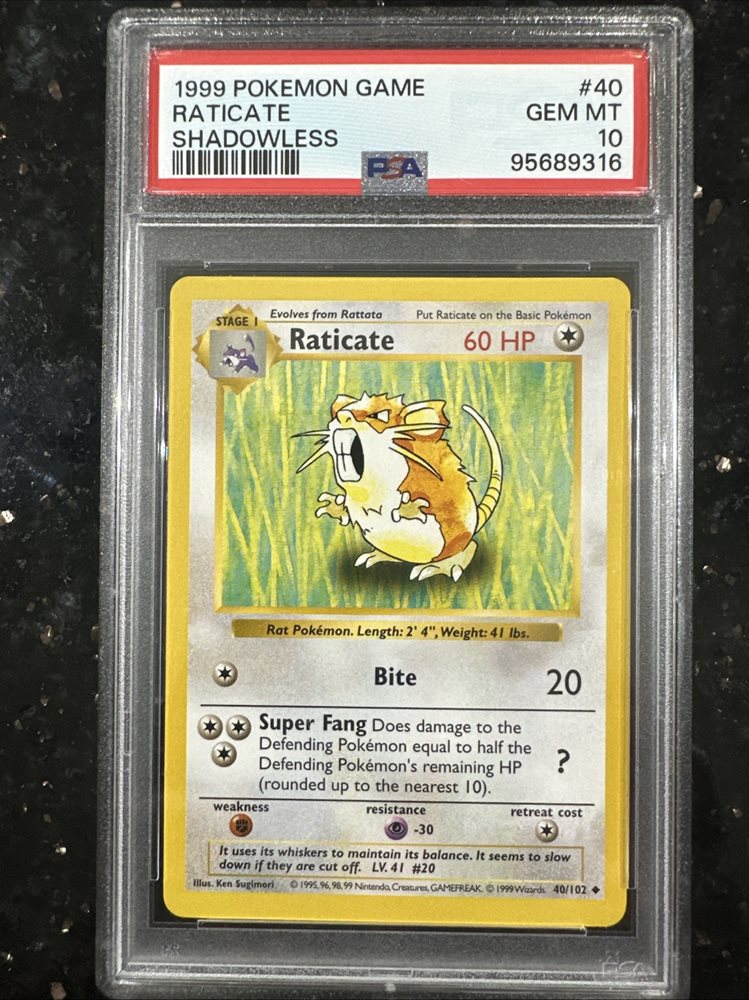 1999 POKEMON GAME #40
RATICATE GEM MT
SHADOWLESS 10
PSA 95689316
Evolves from Rattata Put Raticate on the Basic Pokémon
STAGE 1 Raticate 60 HP
Rat Pokémon. Length: 2' 4", Weight: 41 lbs.
Bite 20
Super Fang Does damage to the
Defending Pokémon equal to half the
Defending Pokémon's remaining HP ?
(rounded up to the nearest 10).
weakness resistance retreat cost
-30
It uses its whiskers to maintain its balance. It seems to slow
down if they are cut off. LV. 41 #20
Illus. Ken Sugimori © 1995, 96, 98, 99 Nintendo, Creatures, GAMEFREAK. © 1999 Wizards. 40/102